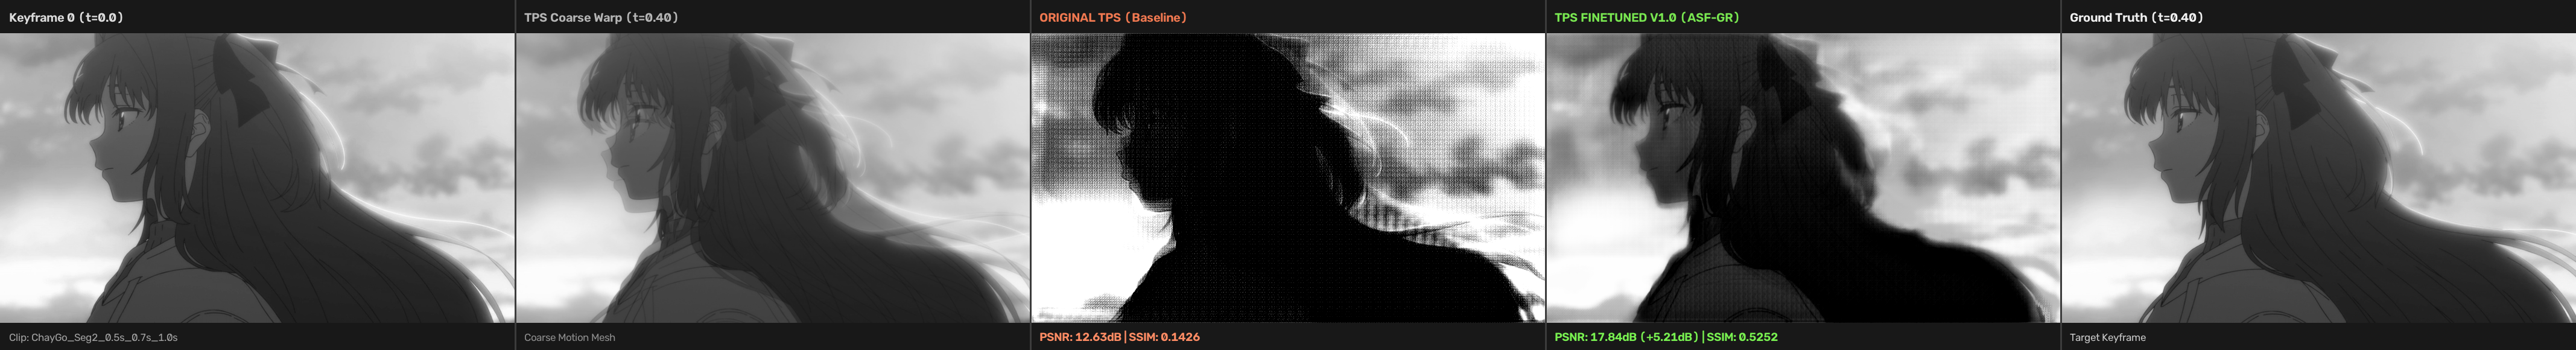 Keyframe 0 (t=0.0)
TPS Coarse Warp (t=0.40)
ORIGINAL TPS (Baseline)
TPS FINETUNED V1.0 (ASF-GR)
Ground Truth (t=0.40)
Clip: ChayGo_Seg2_0.5s_0.7s_1.0s
Coarse Motion Mesh
PSNR: 12.63dB | SSIM: 0.1426
PSNR: 17.84dB (+5.21dB) | SSIM: 0.5252
Target Keyframe